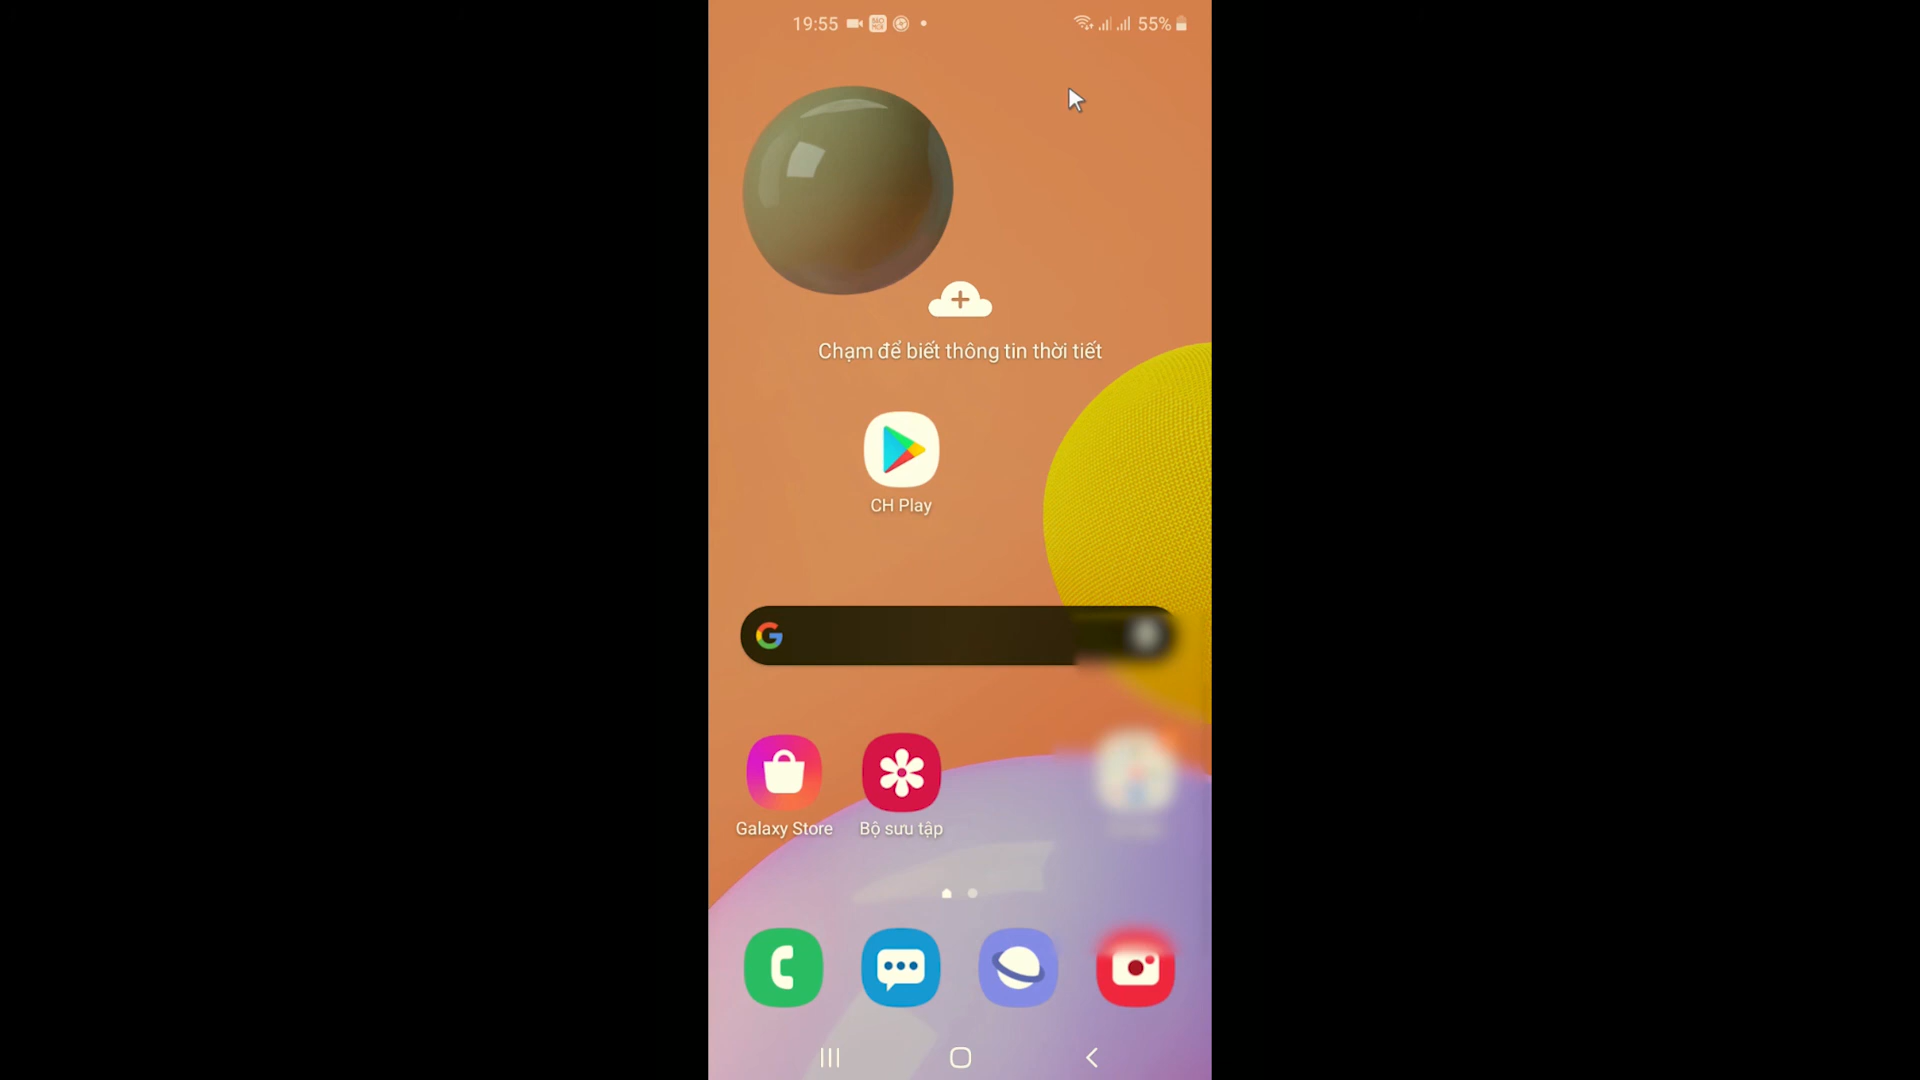 19:55
55%
Chạm để biết thông tin thời tiết
CH Play
Galaxy Store
Bộ sưu tập